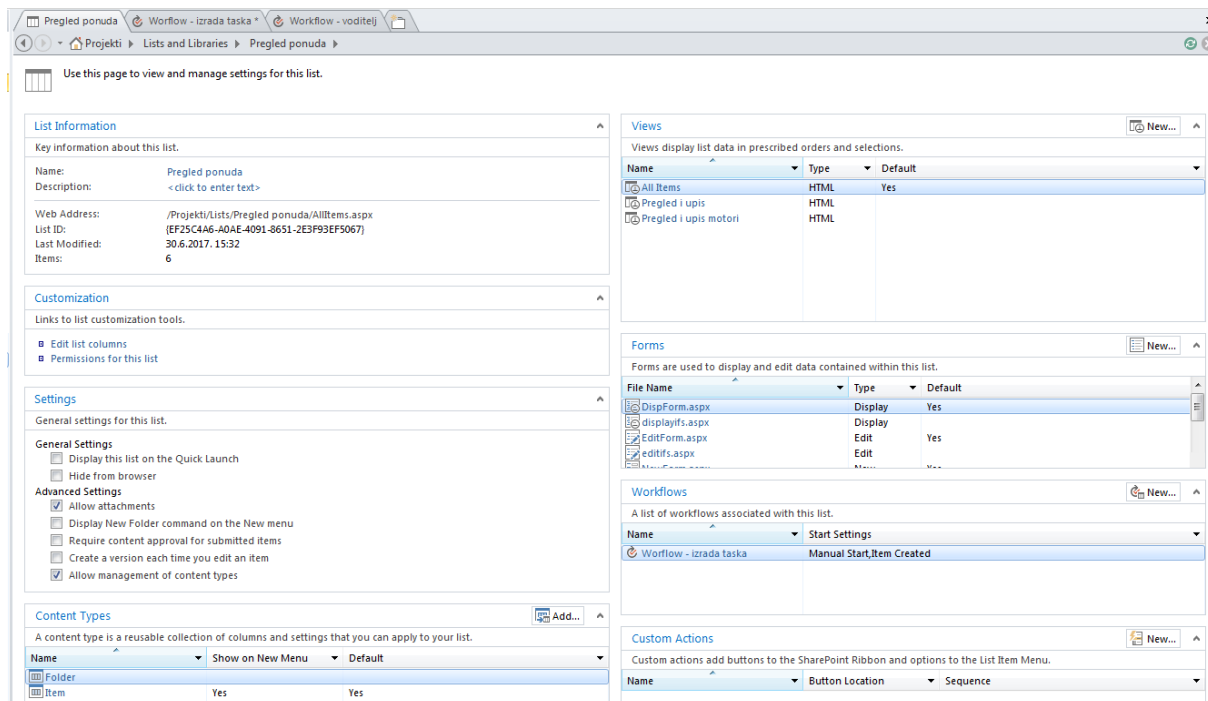 Pregled ponuda
Worflow - izrada taska *
Workflow - voditelj
Projekti
Lists and Libraries
Pregled ponuda
Use this page to view and manage settings for this list.
List Information
Key information about this list.
Name: Pregled ponuda
Description: <click to enter text>
Web Address: /Projekti/Lists/Pregled ponuda/AllItems.aspx
List ID: {EF25C4A6-A0AE-4091-8651-2E3F93EF5067}
Last Modified: 30.6.2017. 15:32
Items: 6
Customization
Links to list customization tools.
Edit list columns
Permissions for this list
Settings
General settings for this list.
General Settings
Display this list on the Quick Launch
Hide from browser
Advanced Settings
Allow attachments
Display New Folder command on the New menu
Require content approval for submitted items
Create a version each time you edit an item
Allow management of content types
Content Types Add...
A content type is a reusable collection of columns and settings that you can apply to your list.
Name Show on New Menu Default
Folder
Item Yes Yes
Views New...
Views display list data in prescribed orders and selections.
Name Type Default
All Items HTML Yes
Pregled i upis HTML
Pregled i upis motori HTML
Forms New...
Forms are used to display and edit data contained within this list.
File Name Type Default
DispForm.aspx Display Yes
displayifs.aspx Display
EditForm.aspx Edit Yes
editifs.aspx Edit
NewForm.aspx New Yes
Workflows New...
A list of workflows associated with this list.
Name Start Settings
Worflow - izrada taska Manual Start,Item Created
Custom Actions New...
Custom actions add buttons to the SharePoint Ribbon and options to the List Item Menu.
Name Button Location Sequence